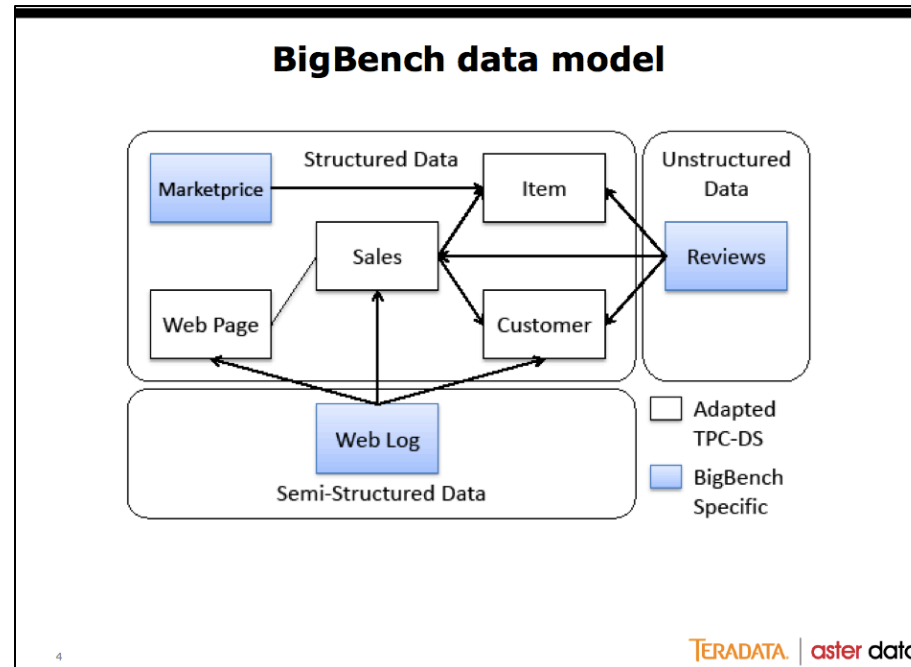 BigBench data model
Structured Data
Unstructured
Data
Marketprice
Item
Sales
Reviews
Web Page
Customer
Web Log
Semi-Structured Data
Adapted
TPC-DS
BigBench
Specific
4
TERADATA. | aster data